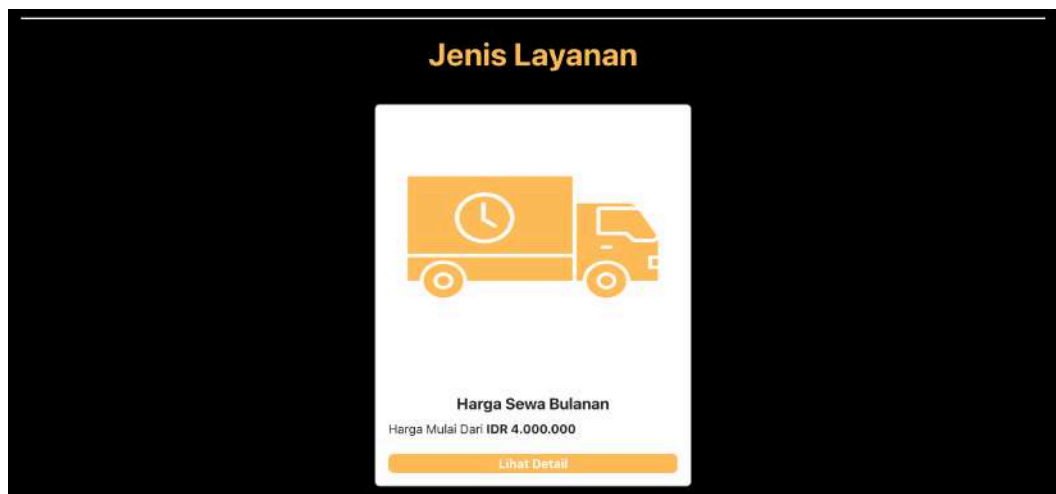 Jenis Layanan
Harga Sewa Bulanan
Harga Mulai Dari IDR 4.000.000
Lihat Detail